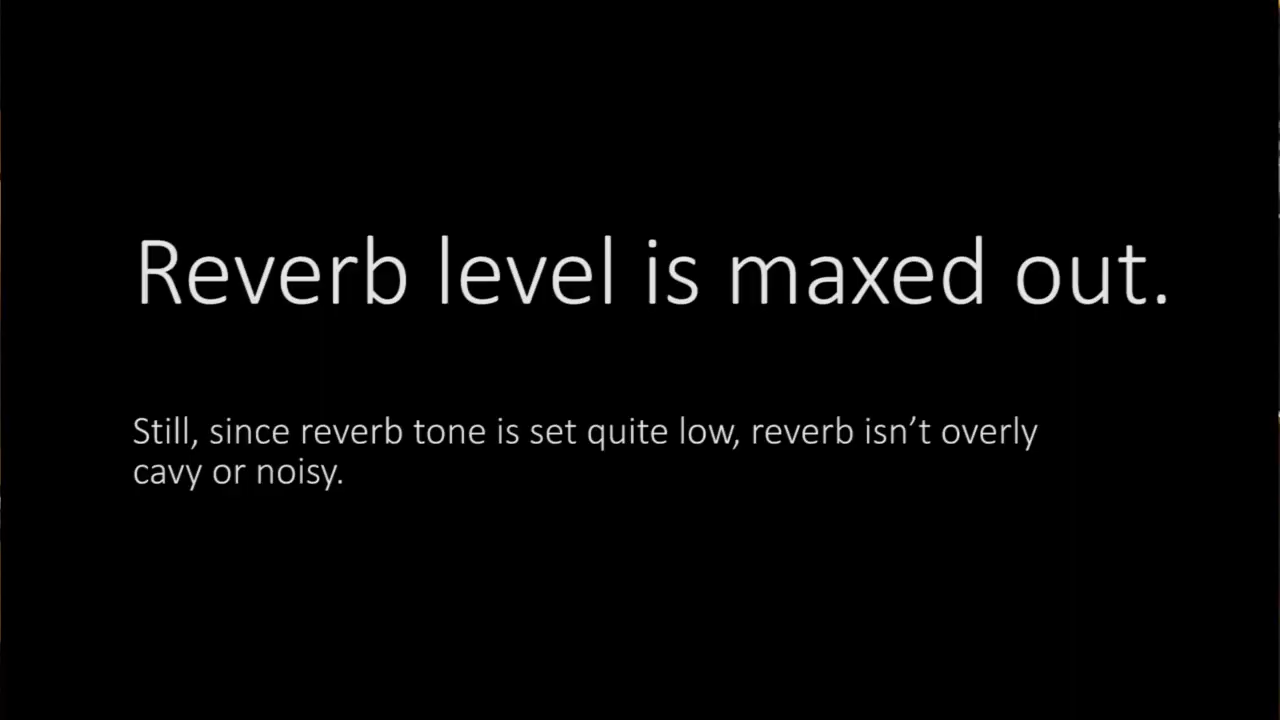 Reverb level is maxed out.
Still, since reverb tone is set quite low, reverb isn’t overly
cavy or noisy.